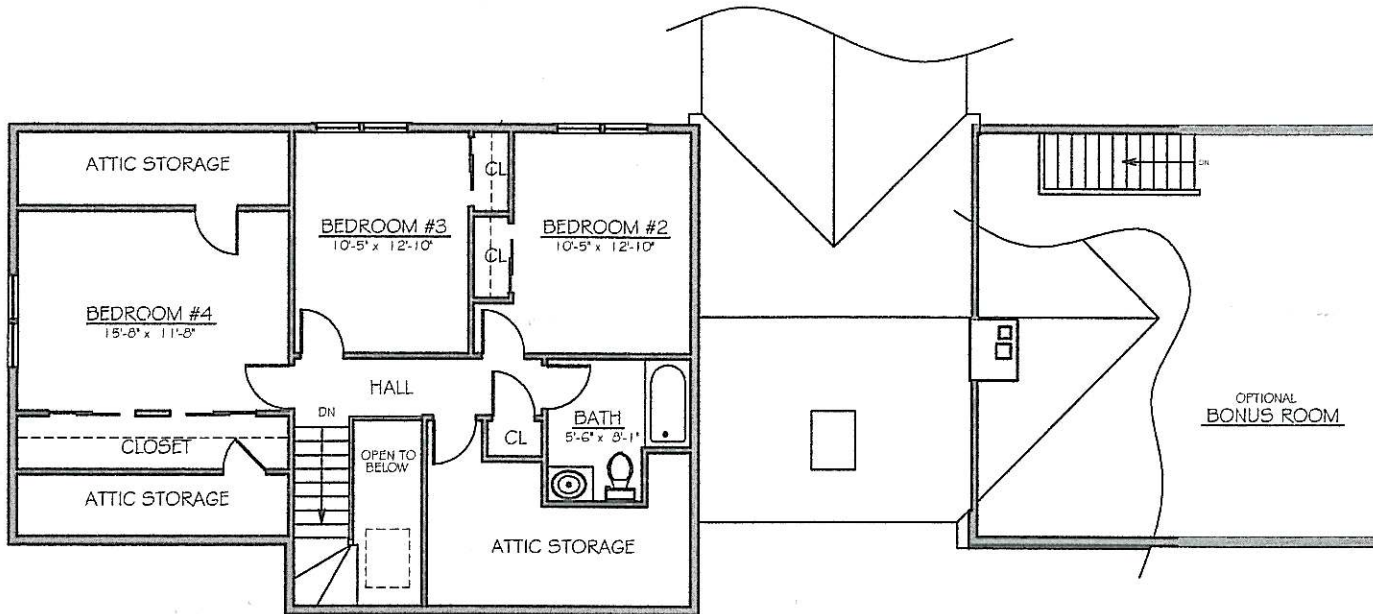 ATTIC STORAGE
BEDROOM #4
15'-8" x 11'-8"
CLOSET
ATTIC STORAGE
BEDROOM #3
10'-5" x 12'-10"
CL
CL
BEDROOM #2
10'-5" x 12'-10"
HALL
DN
OPEN TO
BELOW
CL
BATH
5'-6" x 8'-1"
ATTIC STORAGE
DN
OPTIONAL
BONUS ROOM